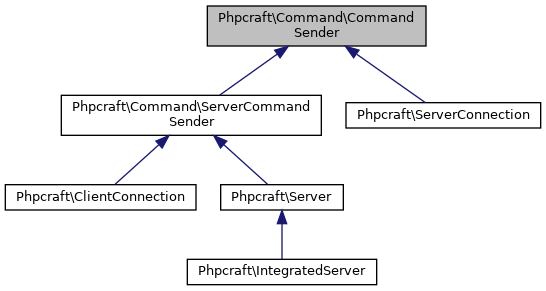 Phpcraft\Command\Command
Sender
Phpcraft\Command\ServerCommand
Sender
Phpcraft\ServerConnection
Phpcraft\ClientConnection
Phpcraft\Server
Phpcraft\IntegratedServer